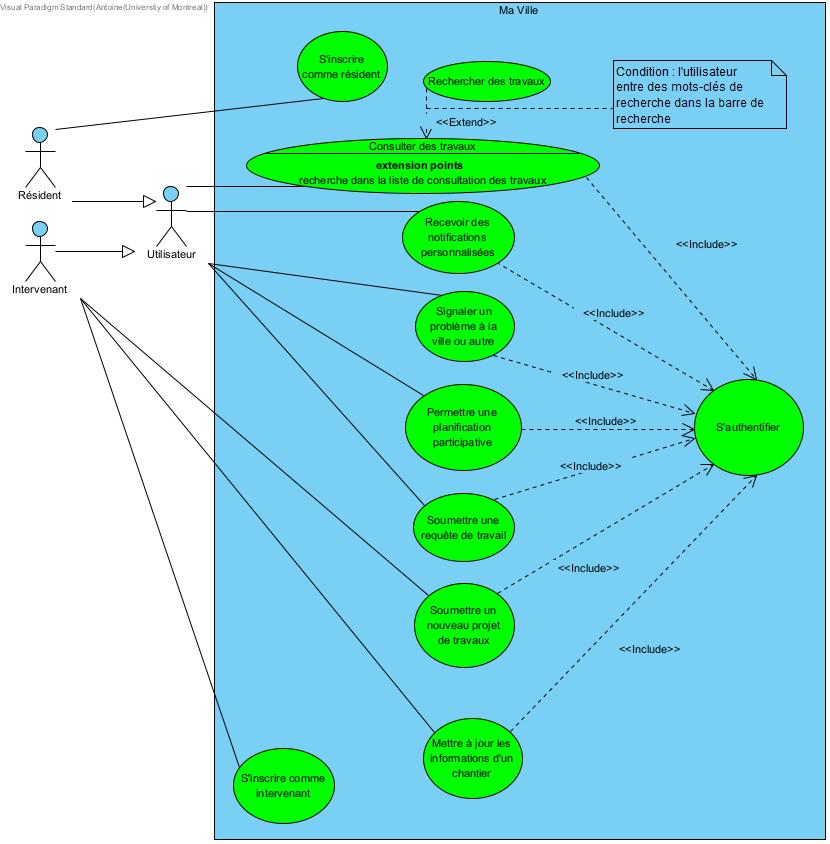 Visual Paradigm Standard(Antoine(University of Montreal))
Ma Ville
S'inscrire
comme résident
Rechercher des travaux
Condition : l'utilisateur
entre des mots-clés de
recherche dans la barre de
recherche
<<Extend>>
Consulter des travaux
extension points
recherche dans la liste de consultation des travaux
Résident
Utilisateur
Intervenant
Recevoir des
notifications
personnalisées
<<Include>>
<<Include>>
Signaler un
problème à la
ville ou autre
<<Include>>
Permettre une
planification
participative
<<Include>>
S'authentifier
<<Include>>
Soumettre une
requête de travail
<<Include>>
Soumettre un
nouveau projet
de travaux
<<Include>>
Mettre à jour les
informations d'un
chantier
S'inscrire comme
intervenant